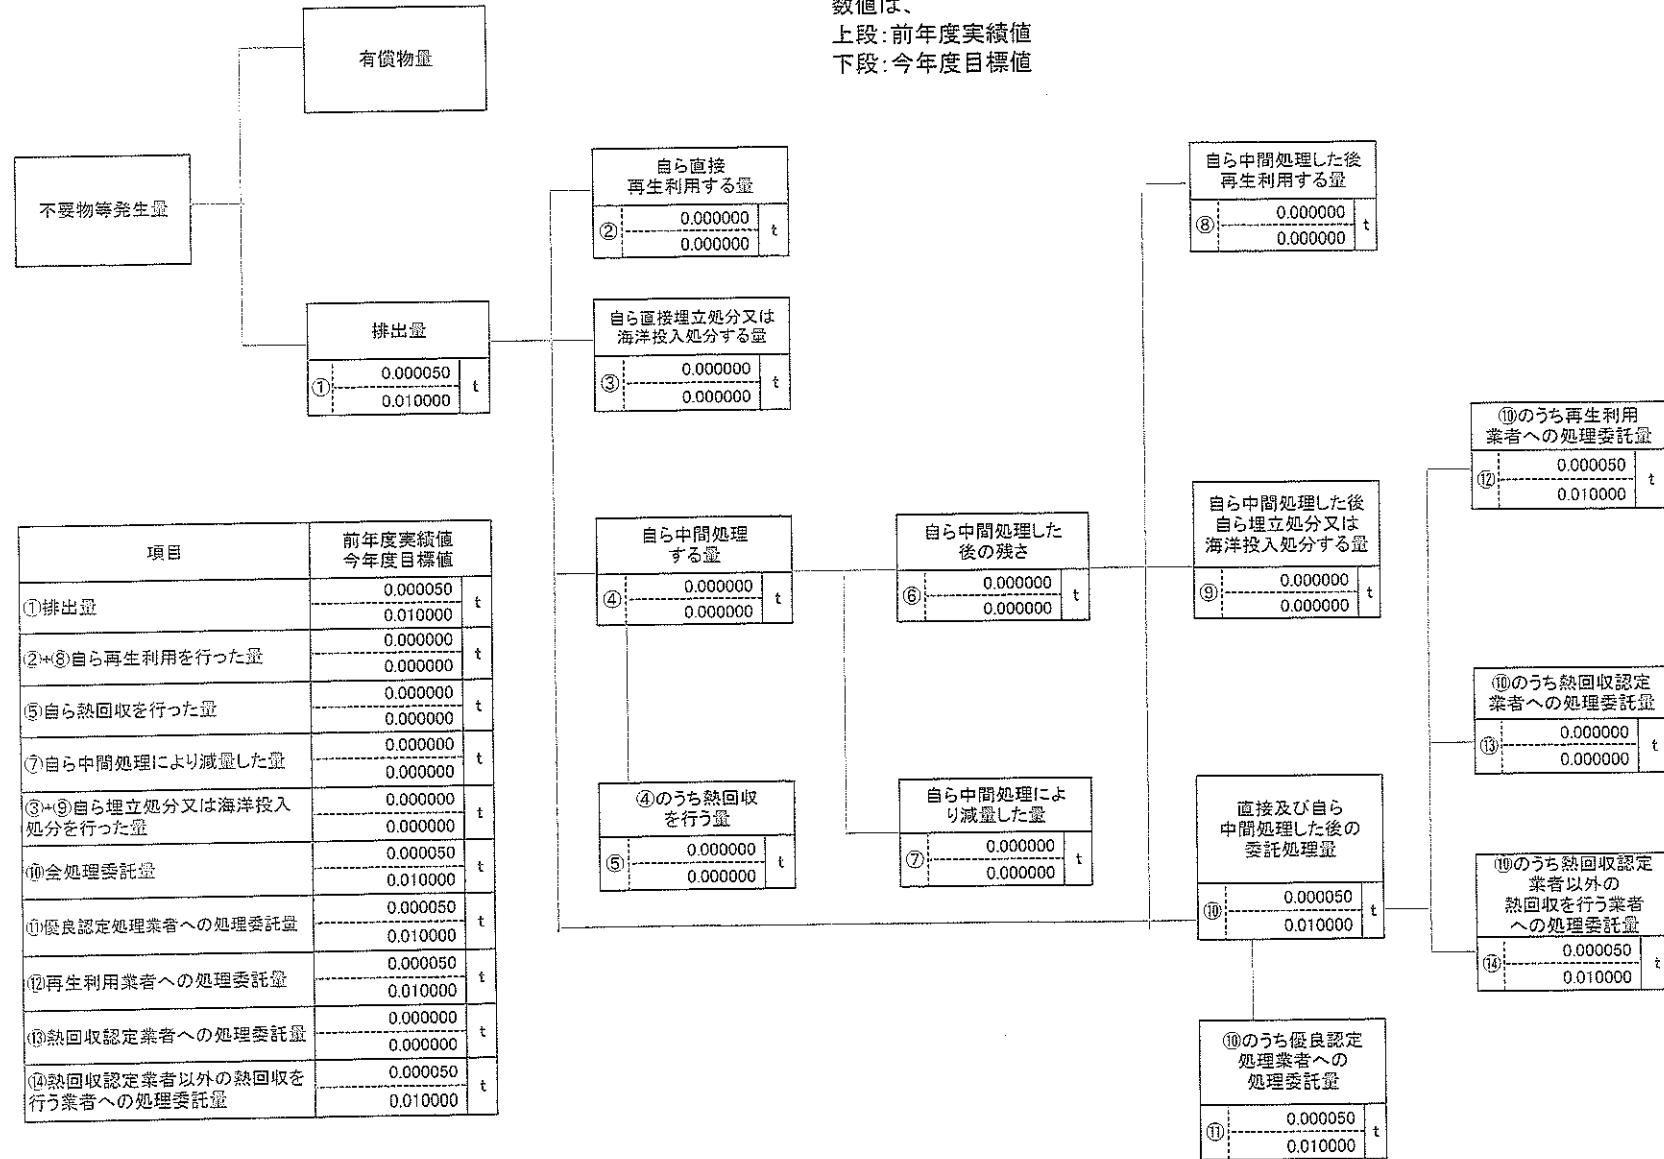 数値は、
上段:前年度実績値
下段:今年度目標値
有償物量
不要物等発生量
排出量
① 0.000050 t
0.010000
自ら直接
再生利用する量
② 0.000000 t
0.000000
自ら直接埋立処分又は
海洋投入処分する量
③ 0.000000 t
0.000000
自ら中間処理
する量
④ 0.000000 t
0.000000
④のうち熱回収
を行う量
⑤ 0.000000 t
0.000000
自ら中間処理した
後の残さ
⑥ 0.000000 t
0.000000
自ら中間処理によ
り減量した量
⑦ 0.000000 t
0.000000
自ら中間処理した後
再生利用する量
⑧ 0.000000 t
0.000000
自ら中間処理した後
自ら埋立処分又は
海洋投入処分する量
⑨ 0.000000 t
0.000000
直接及び自ら
中間処理した後の
委託処理量
⑩ 0.000050 t
0.010000
⑩のうち優良認定
処理業者への
処理委託量
⑪ 0.000050 t
0.010000
⑩のうち再生利用
業者への処理委託量
⑫ 0.000050 t
0.010000
⑩のうち熱回収認定
業者への処理委託量
⑬ 0.000000 t
0.000000
⑩のうち熱回収認定
業者以外の
熱回収を行う業者
への処理委託量
⑭ 0.000050 t
0.010000
項目 前年度実績値
今年度目標値
①排出量 0.000050 t
0.010000
②+⑧自ら再生利用を行った量 0.000000 t
0.000000
⑤自ら熱回収を行った量 0.000000 t
0.000000
⑦自ら中間処理により減量した量 0.000000 t
0.000000
③+⑨自ら埋立処分又は海洋投入 0.000000 t
処分を行った量 0.000000
⑩全処理委託量 0.000050 t
0.010000
⑪優良認定処理業者への処理委託量 0.000050 t
0.010000
⑫再生利用業者への処理委託量 0.000050 t
0.010000
⑬熱回収認定業者への処理委託量 0.000000 t
0.000000
⑭熱回収認定業者以外の熱回収を 0.000050 t
行う業者への処理委託量 0.010000